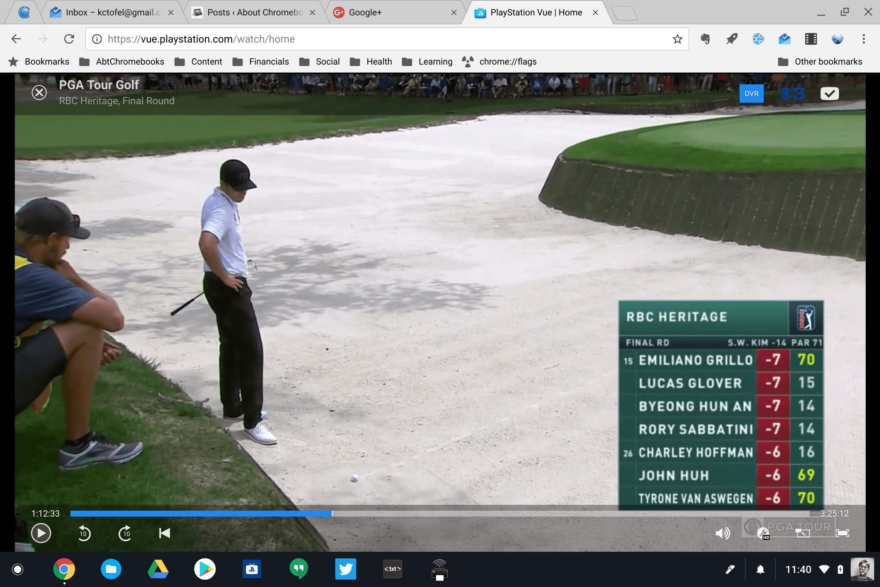 Inbox – kctofel@gmail.c
Posts ‹ About Chromebo
Google+
PlayStation Vue | Home
https://vue.playstation.com/watch/home
Bookmarks
AbtChromebooks
Content
Financials
Social
Health
Learning
chrome://flags
Other bookmarks
PGA Tour Golf
RBC Heritage, Final Round
DVR
RBC HERITAGE
FINAL RD S.W. KIM -14 PAR 71
15 EMILIANO GRILLO -7 70
LUCAS GLOVER -7 15
BYEONG HUN AN -7 14
RORY SABBATINI -7 14
26 CHARLEY HOFFMAN -6 16
JOHN HUH -6 69
TYRONE VAN ASWEGEN -6 70
1:12:33
3:25:12
10
10
PGA TOUR
HD
<txt>
11:40